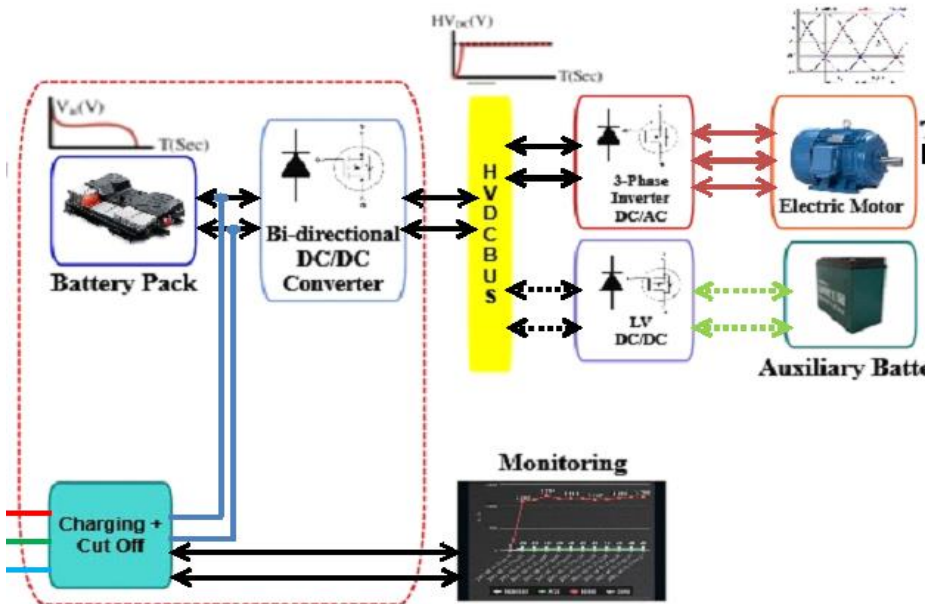 HV_DC(V)
T(Sec)
V_in(V)
T(Sec)
Battery Pack
Bi-directional
DC/DC
Converter
H
V
D
C
B
U
S
3-Phase
Inverter
DC/AC
Electric Motor
LV
DC/DC
Auxiliary Batte
Monitoring
Charging +
Cut Off